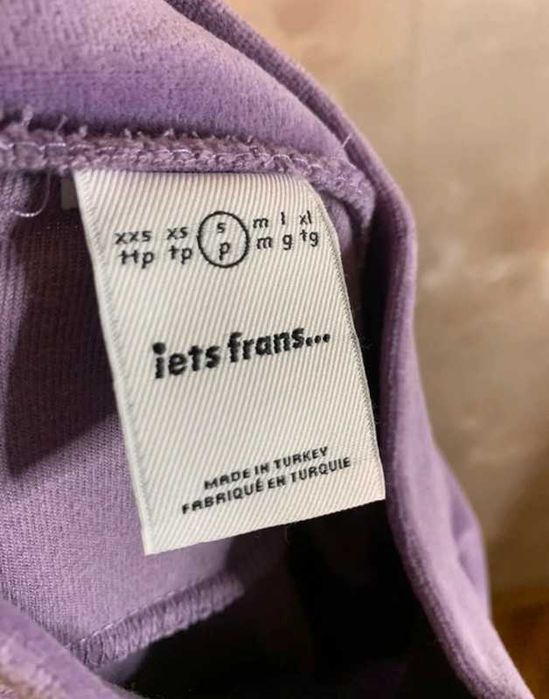 xxs xs s m l xl
ttp tp p m g tg
iets frans...
MADE IN TURKEY
FABRIQUÉ EN TURQUIE